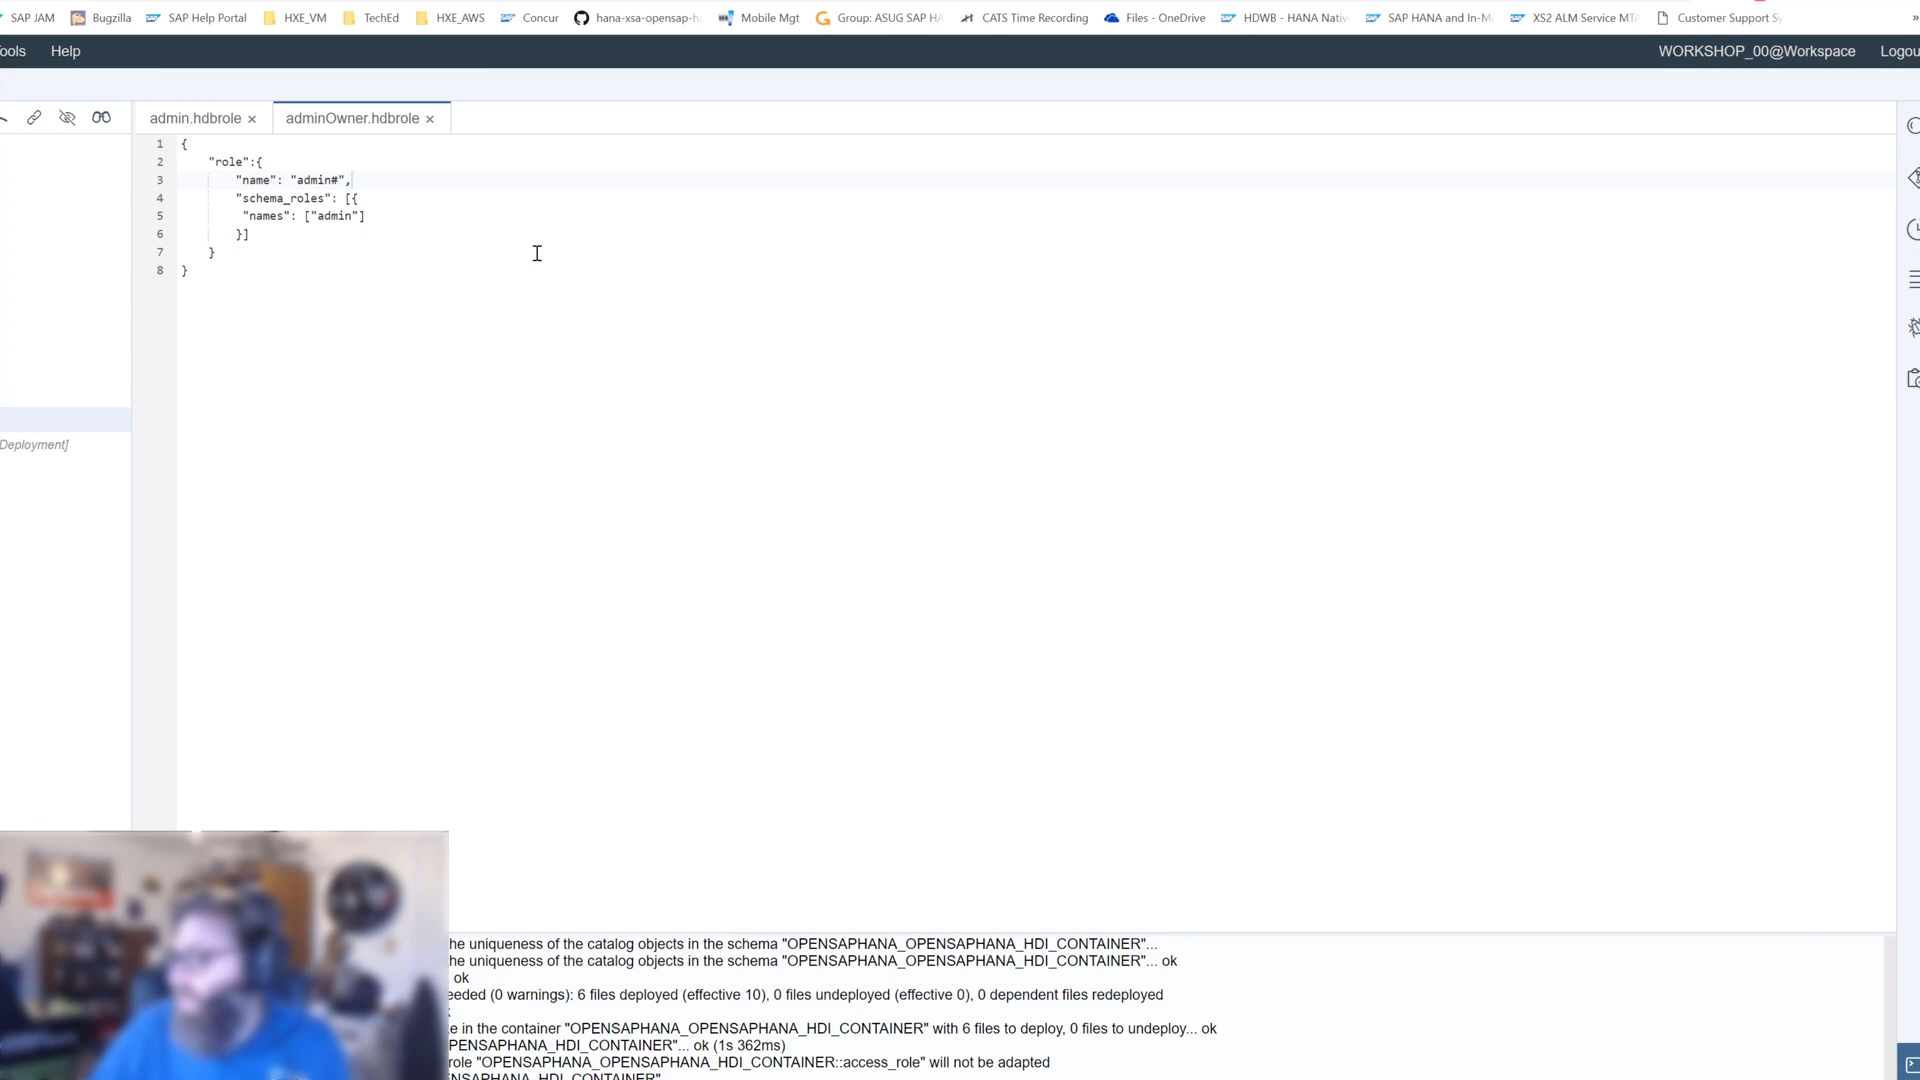 SAP JAM Bugzilla SAP Help Portal HXE_VM TechEd HXE_AWS Concur hana-xsa-opensap-h Mobile Mgt Group: ASUG SAP HA CATS Time Recording Files - OneDrive HDWB - HANA Nativ SAP HANA and In-M XS2 ALM Service MTA Customer Support Sy »
ools Help WORKSHOP_00@Workspace Logou
admin.hdbrole × adminOwner.hdbrole ×
1 {
2 "role":{
3 "name": "admin#",
4 "schema_roles": [{
5 "names": ["admin"]
6 }]
7 }
8 }
Deployment]
he uniqueness of the catalog objects in the schema "OPENSAPHANA_OPENSAPHANA_HDI_CONTAINER"...
he uniqueness of the catalog objects in the schema "OPENSAPHANA_OPENSAPHANA_HDI_CONTAINER"... ok
ok
eeded (0 warnings): 6 files deployed (effective 10), 0 files undeployed (effective 0), 0 dependent files redeployed
k
e in the container "OPENSAPHANA_OPENSAPHANA_HDI_CONTAINER" with 6 files to deploy, 0 files to undeploy... ok
OPENSAPHANA_HDI_CONTAINER"... ok (1s 362ms)
role "OPENSAPHANA_OPENSAPHANA_HDI_CONTAINER::access_role" will not be adapted
NSAPHANA_HDI_CONTAINER"